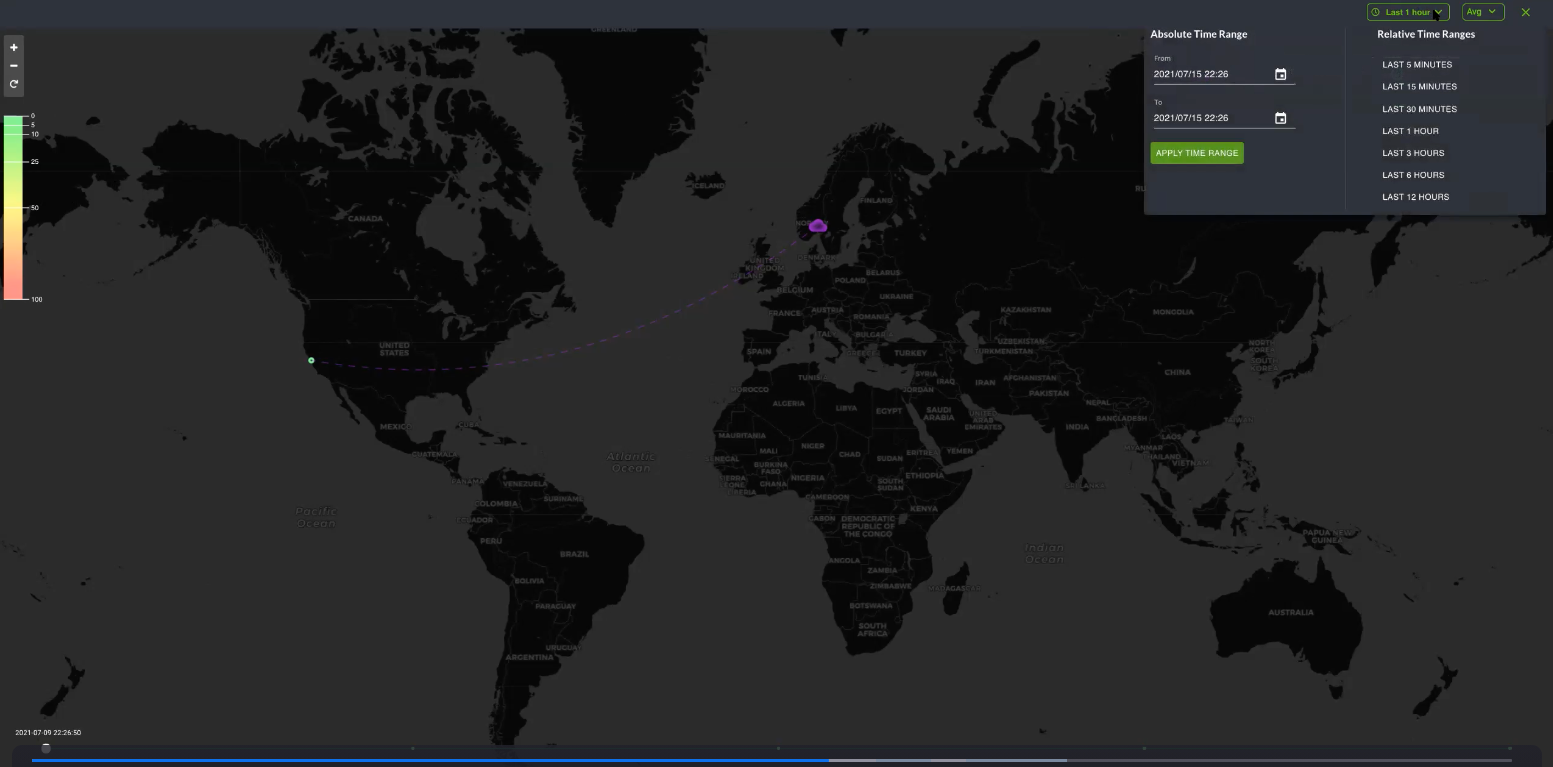 Last 1 hour
Avg
Absolute Time Range
From
2021/07/15 22:26
To
2021/07/15 22:26
APPLY TIME RANGE
Relative Time Ranges
LAST 5 MINUTES
LAST 15 MINUTES
LAST 30 MINUTES
LAST 1 HOUR
LAST 3 HOURS
LAST 6 HOURS
LAST 12 HOURS
0
5
10
25
50
100
GREENLAND
ICELAND
FINLAND
CANADA
UNITED
KINGDOM
DENMARK
BELARUS
POLAND
BELGIUM
UKRAINE
FRANCE
AUSTRIA
ROMANIA
KAZAKHSTAN
MONGOLIA
UNITED
STATES
SPAIN
TURKEY
UZBEKISTAN
TURKMENISTAN
NORTH
KOREA
SOUTH
KOREA
CHINA
SYRIA
IRAQ
IRAN
AFGHANISTAN
JORDAN
PAKISTAN
MOROCCO
ALGERIA
LIBYA
EGYPT
SAUDI
ARABIA
UNITED
ARAB
EMIRATES
NEPAL
BANGLADESH
INDIA
TAIWAN
MEXICO
GUATEMALA
MAURITANIA
MALI
NIGER
CHAD
SUDAN
ERITREA
YEMEN
LAOS
MYANMAR
THAILAND
VIETNAM
Atlantic
Ocean
BURKINA
FASO
NIGERIA
GHANA
SOUTH
SUDAN
ETHIOPIA
SRI LANKA
PANAMA
VENEZUELA
SURINAME
COLOMBIA
CAMEROON
KENYA
Pacific
Ocean
ECUADOR
GABON
DEMOCRATIC
REPUBLIC OF
THE CONGO
PERU
BRAZIL
PAPUA NEW
GUINEA
Indian
Ocean
ANGOLA
ZAMBIA
ZIMBABWE
MADAGASCAR
BOLIVIA
PARAGUAY
BOTSWANA
SOUTH
AFRICA
AUSTRALIA
URUGUAY
ARGENTINA
2021-07-09 22:26:50